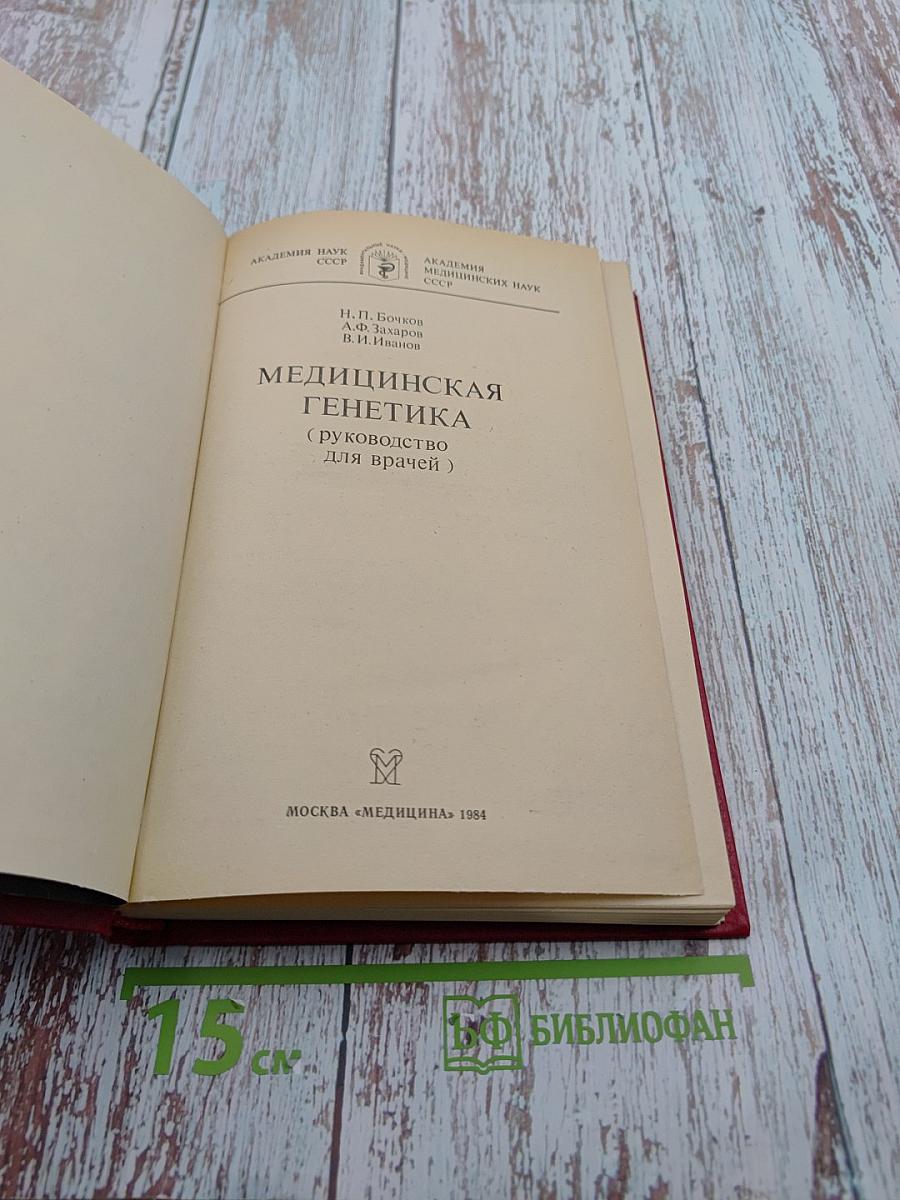 АКАДЕМИЯ НАУК
СССР
АКАДЕМИЯ
МЕДИЦИНСКИХ НАУК
СССР
Н. П. Бочков
А.Ф. Захаров
В. И. Иванов
МЕДИЦИНСКАЯ
ГЕНЕТИКА
( руководство
для врачей )
МОСКВА «МЕДИЦИНА» 1984
15 см
БФ БИБЛИОФАН